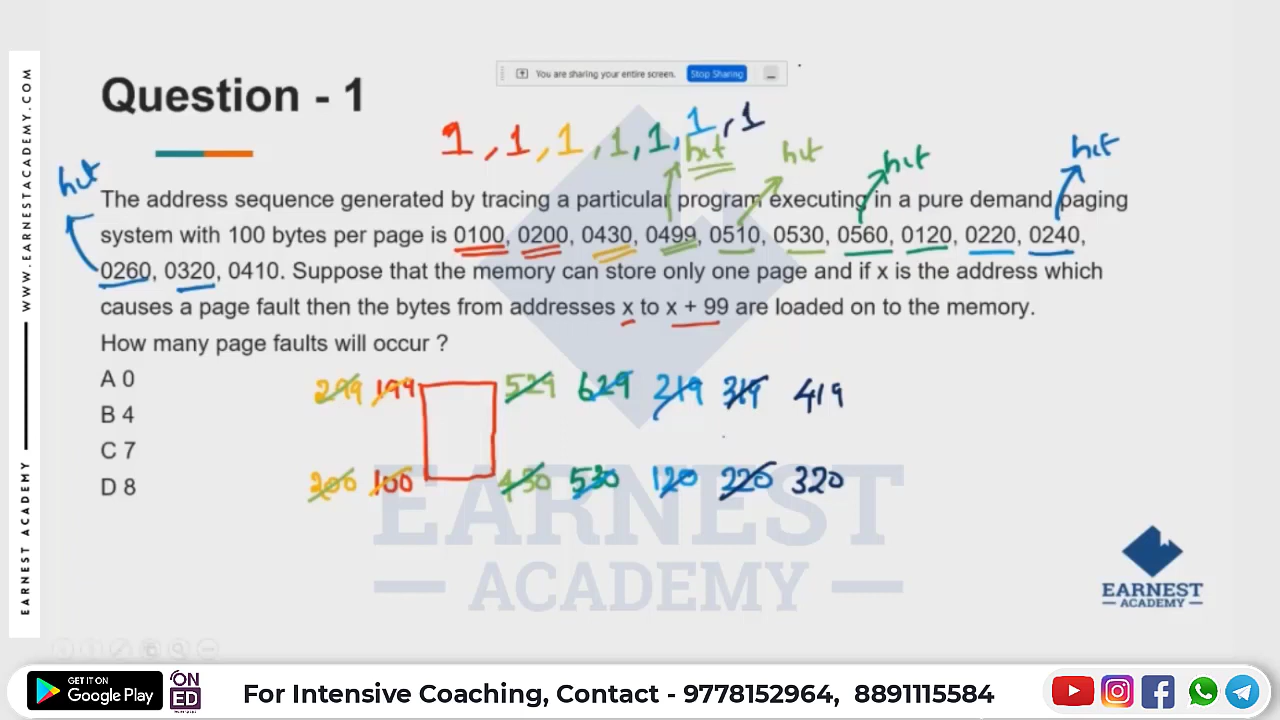 You are sharing your entire screen. Stop Sharing
Question - 1
1 , 1 , 1 , 1 , 1 , 1 , 1
hit hit hit hit hit
The address sequence generated by tracing a particular program executing in a pure demand paging
system with 100 bytes per page is 0100, 0200, 0430, 0499, 0510, 0530, 0560, 0120, 0220, 0240,
0260, 0320, 0410. Suppose that the memory can store only one page and if x is the address which
causes a page fault then the bytes from addresses x to x + 99 are loaded on to the memory.
How many page faults will occur ?
A 0
B 4
C 7
D 8
299 199 529 629 219 319 419
200 100 430 530 120 220 320
EARNEST
ACADEMY
EARNEST
ACADEMY
WWW.EARNESTACADEMY.COM
EARNEST ACADEMY
GET IT ON
Google Play
ON
ED
For Intensive Coaching, Contact - 9778152964, 8891115584